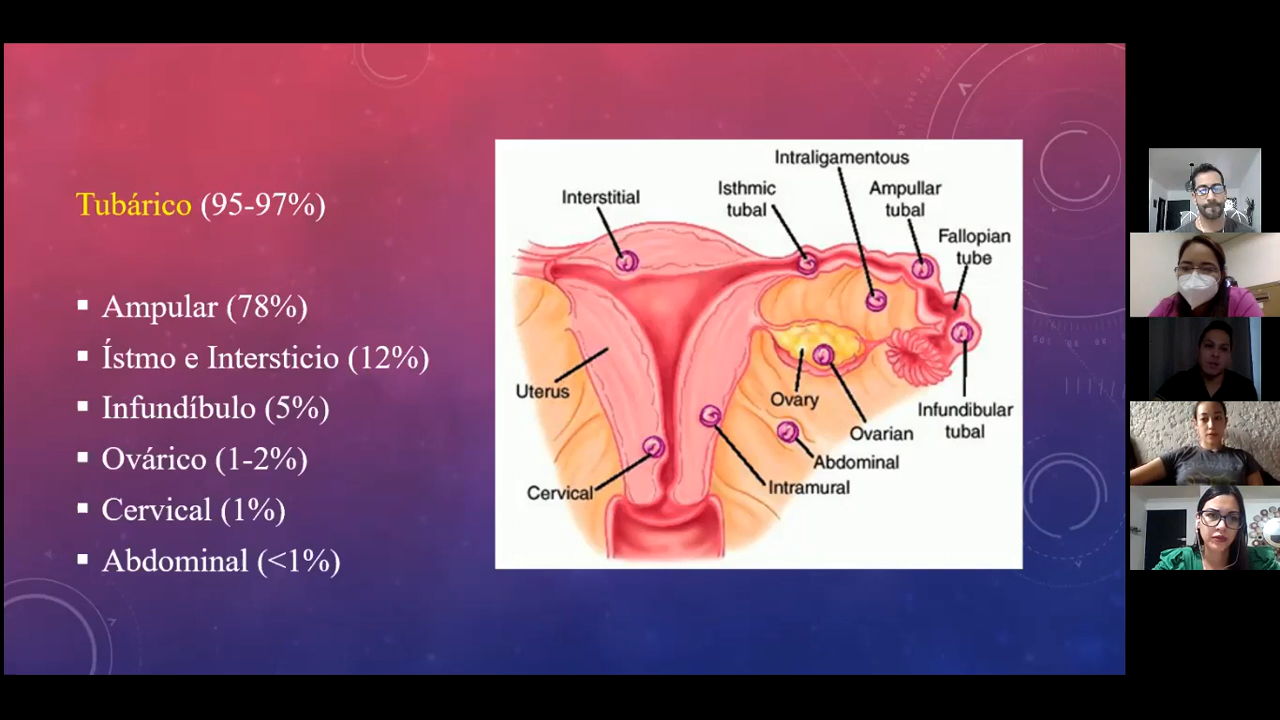 Tubárico (95-97%)
▪ Ampular (78%)
▪ Ístmo e Intersticio (12%)
▪ Infundíbulo (5%)
▪ Ovárico (1-2%)
▪ Cervical (1%)
▪ Abdominal (<1%)
Intraligamentous
Interstitial
Isthmic
tubal
Ampullar
tubal
Fallopian
tube
Uterus
Ovary
Infundibular
tubal
Ovarian
Abdominal
Intramural
Cervical